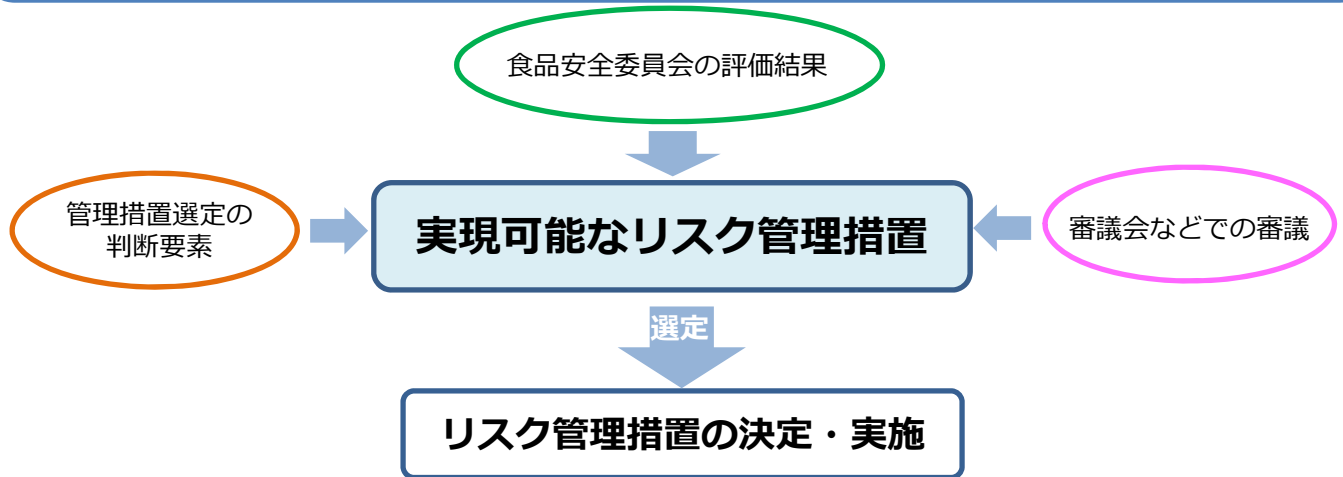 食品安全委員会の評価結果
管理措置選定の
判断要素
実現可能なリスク管理措置
審議会などでの審議
選定
リスク管理措置の決定・実施